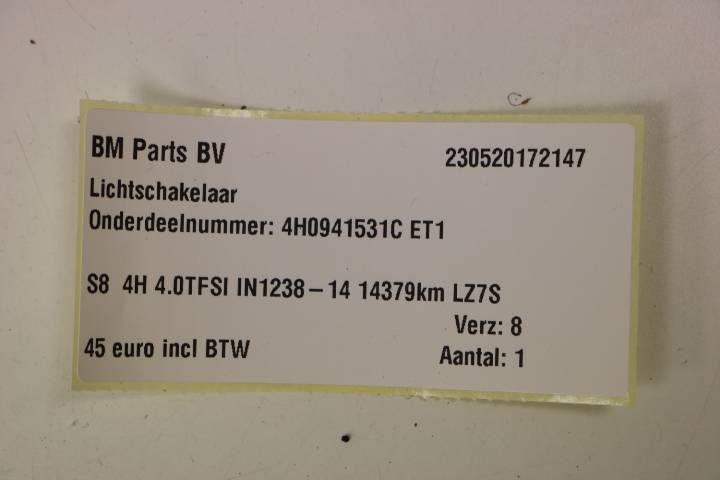 BM Parts BV 230520172147
Lichtschakelaar
Onderdeelnummer: 4H0941531C ET1
S8 4H 4.0TFSI IN1238-14 14379km LZ7S
Verz: 8
45 euro incl BTW Aantal: 1